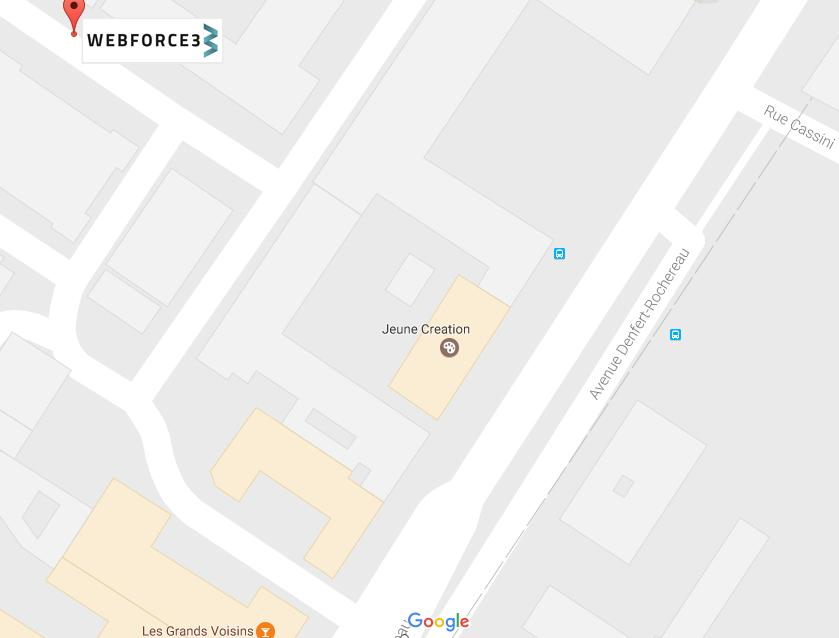 WEBFORCE3
Rue Cassini
Avenue Denfert-Rochereau
Jeune Creation
Les Grands Voisins
Google